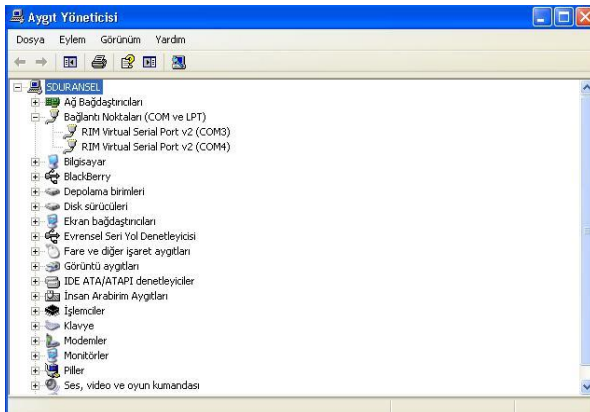 Aygıt Yöneticisi
Dosya Eylem Görünüm Yardım
SDURANSEL
Ağ Bağdaştırıcıları
Bağlantı Noktaları (COM ve LPT)
RIM Virtual Serial Port v2 (COM3)
RIM Virtual Serial Port v2 (COM4)
Bilgisayar
BlackBerry
Depolama birimleri
Disk sürücüleri
Ekran bağdaştırıcıları
Evrensel Seri Yol Denetleyicisi
Fare ve diğer işaret aygıtları
Görüntü aygıtları
IDE ATA/ATAPI denetleyiciler
İnsan Arabirim Aygıtları
İşlemciler
Klavye
Modemler
Monitörler
Piller
Ses, video ve oyun kumandası